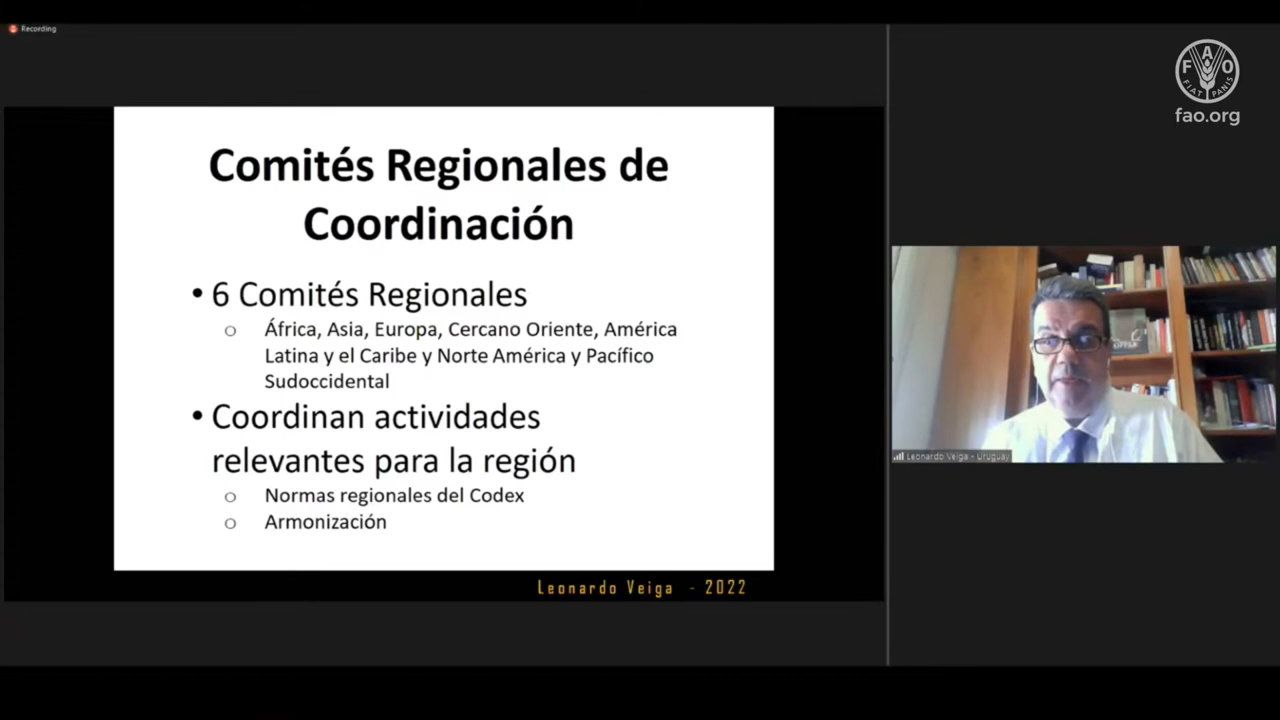 Recording
F A O
FIAT PANIS
fao.org
Comités Regionales de
Coordinación
• 6 Comités Regionales
o África, Asia, Europa, Cercano Oriente, América
Latina y el Caribe y Norte América y Pacífico
Sudoccidental
• Coordinan actividades
relevantes para la región
o Normas regionales del Codex
o Armonización
Leonardo Veiga - 2022
Leonardo Veiga - Uruguay